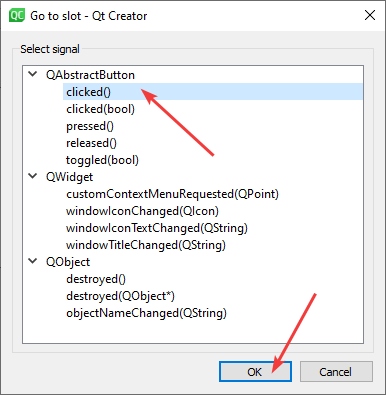 QC Go to slot - Qt Creator
Select signal
QAbstractButton
clicked()
clicked(bool)
pressed()
released()
toggled(bool)
QWidget
customContextMenuRequested(QPoint)
windowIconChanged(QIcon)
windowIconTextChanged(QString)
windowTitleChanged(QString)
QObject
destroyed()
destroyed(QObject*)
objectNameChanged(QString)
OK Cancel